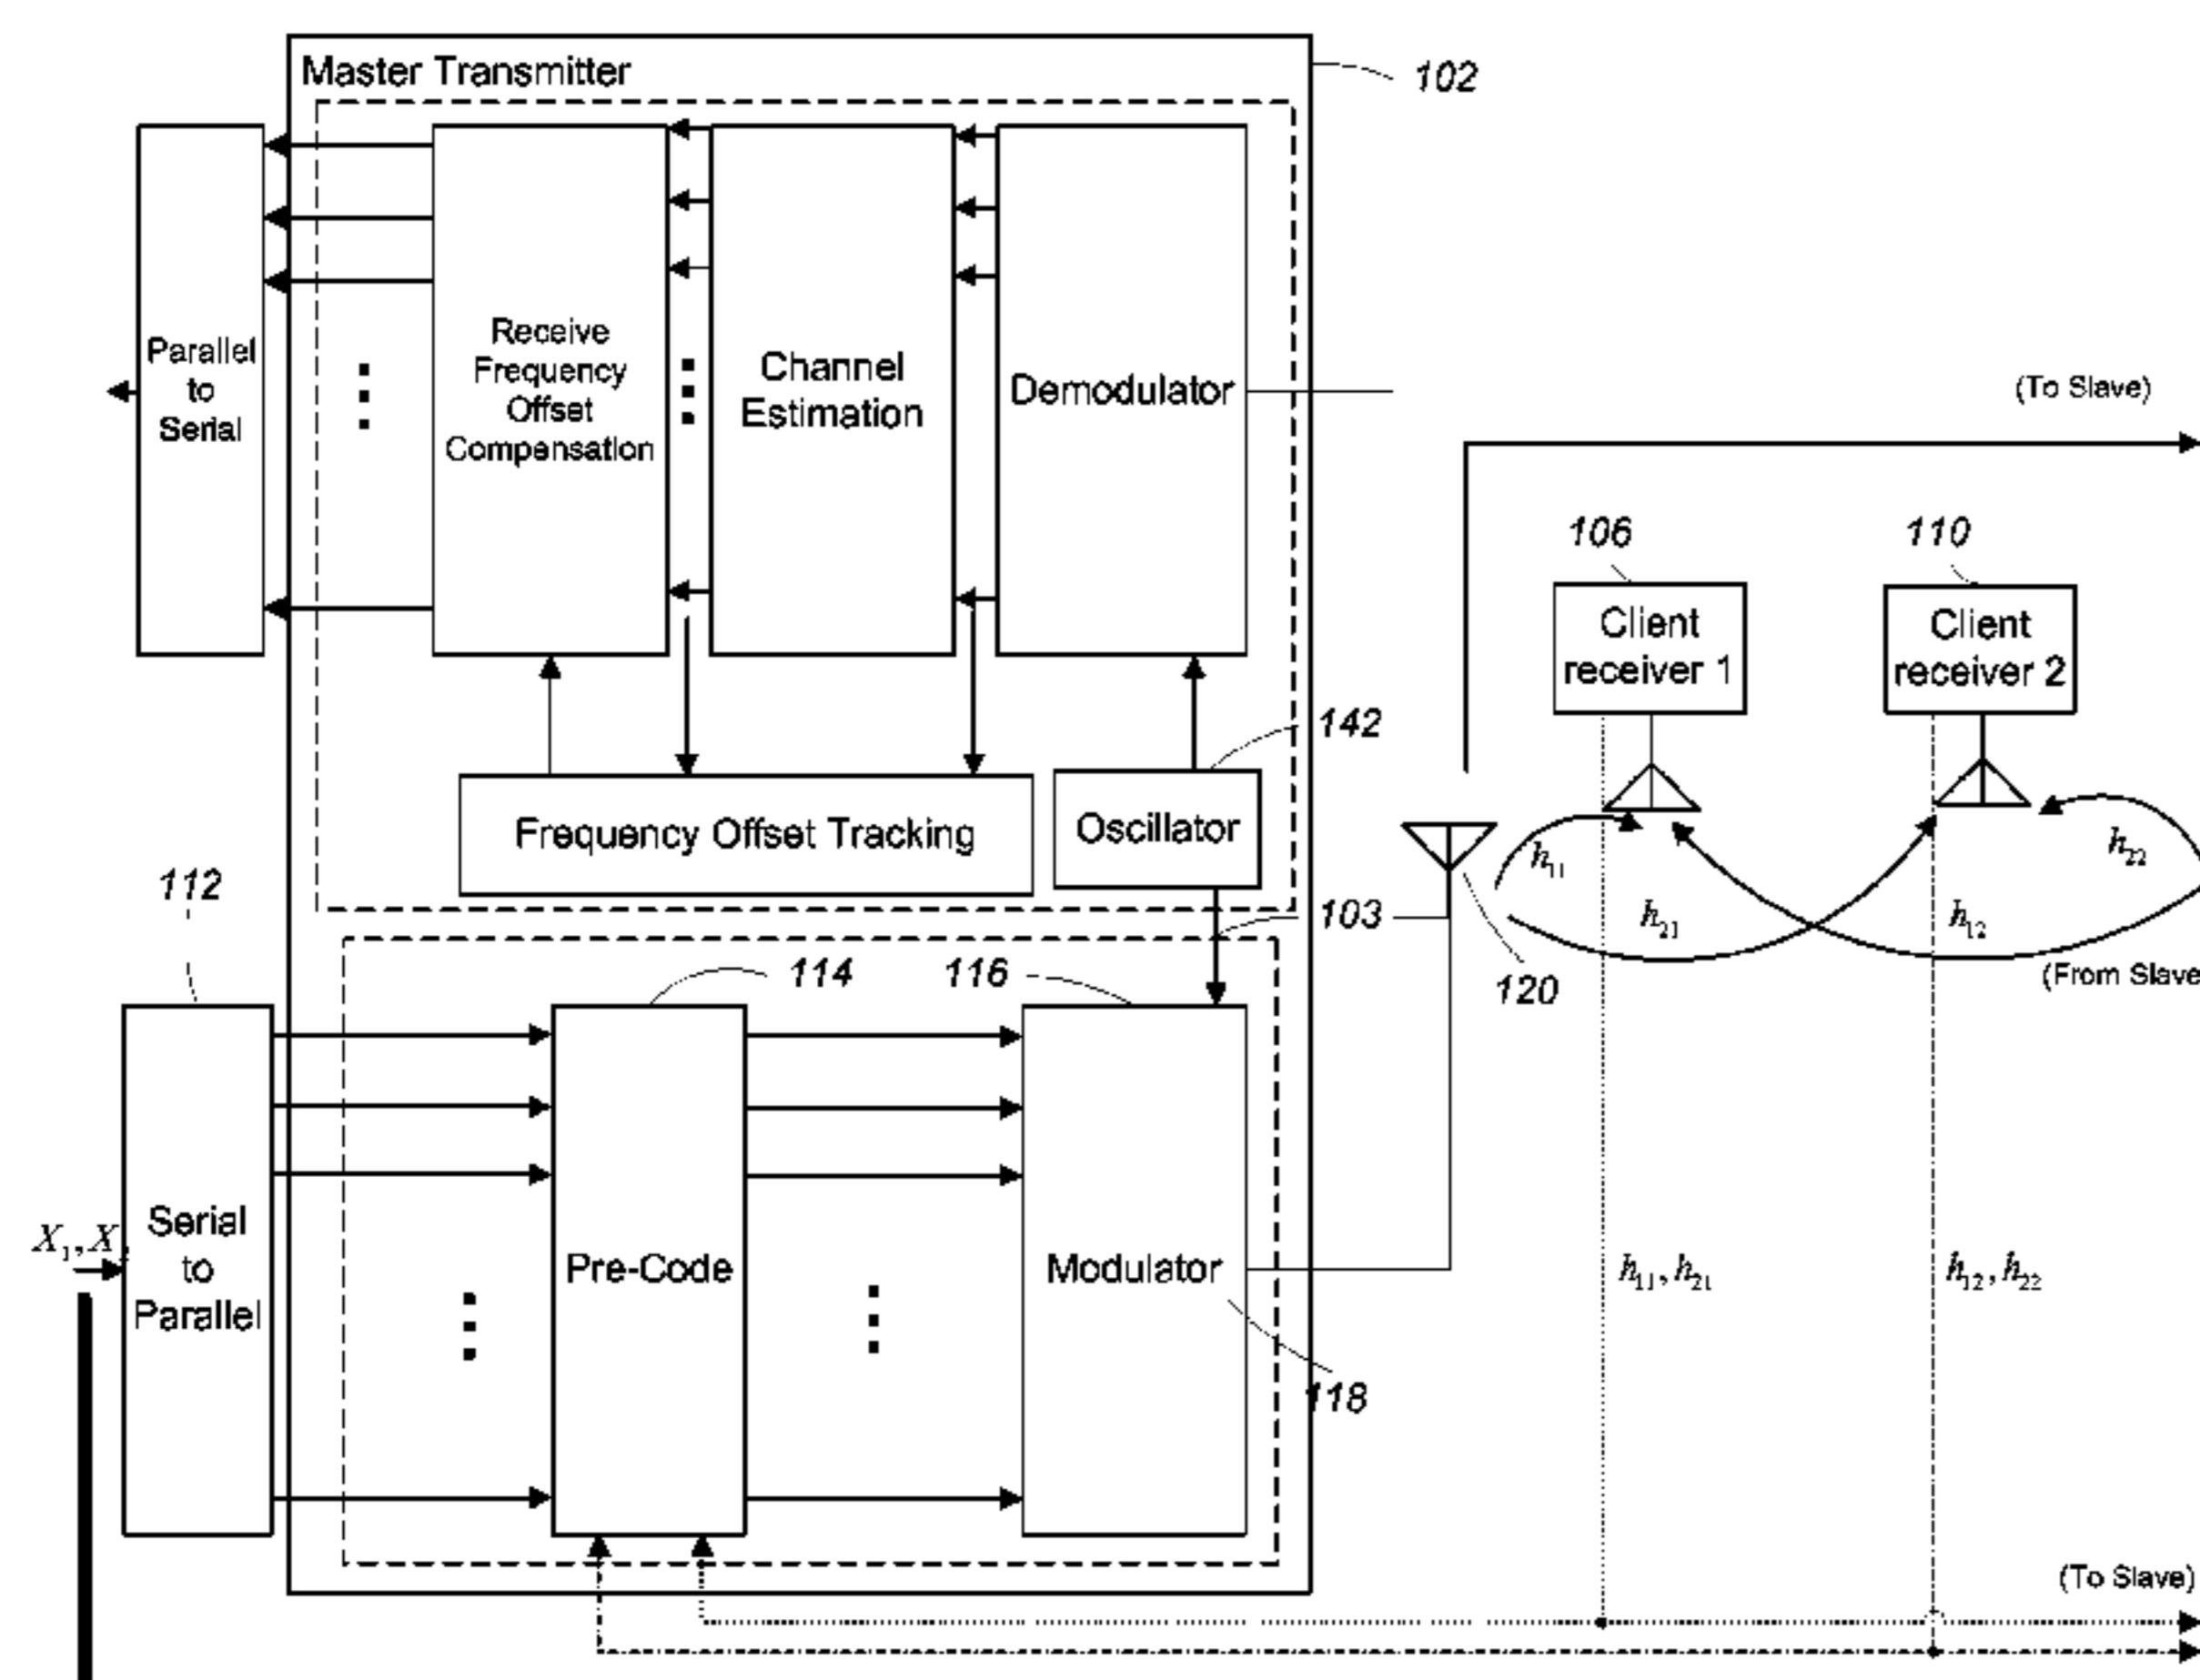 Master Transmitter
102
Parallel
to
Serial
Receive
Frequency
Offset
Compensation
Channel
Estimation
Demodulator
(To Slave)
106
110
Client
receiver 1
Client
receiver 2
142
Frequency Offset Tracking
Oscillator
h11
h22
112
103
h21
h12
114
116
120
(From Slave
Serial
to
Parallel
X1, X
Pre-Code
Modulator
h11, h21
h12, h22
118
(To Slave)